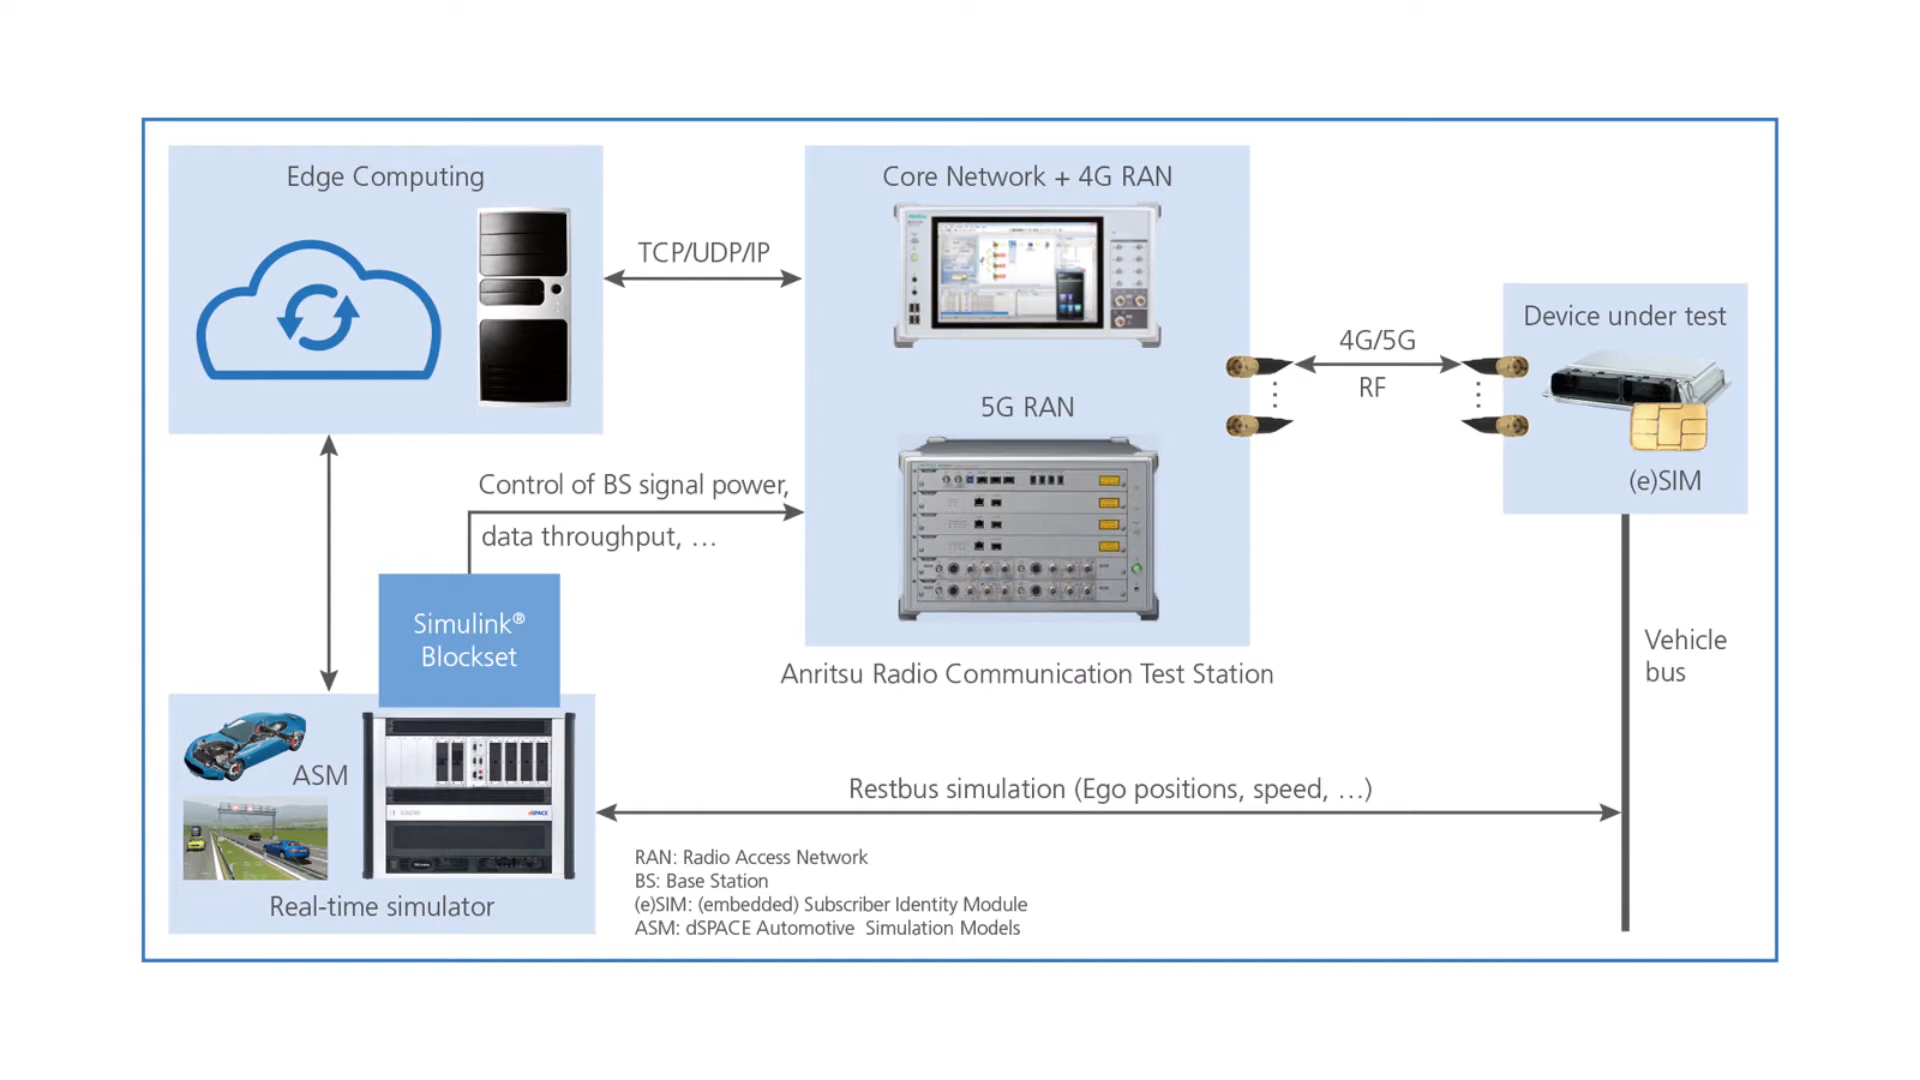 Edge Computing
TCP/UDP/IP
Core Network + 4G RAN
5G RAN
Anritsu Radio Communication Test Station
4G/5G
RF
Device under test
(e)SIM
Control of BS signal power,
data throughput, …
Simulink®
Blockset
Vehicle
bus
ASM
dSPACE
Real-time simulator
Restbus simulation (Ego positions, speed, …)
RAN: Radio Access Network
BS: Base Station
(e)SIM: (embedded) Subscriber Identity Module
ASM: dSPACE Automotive Simulation Models